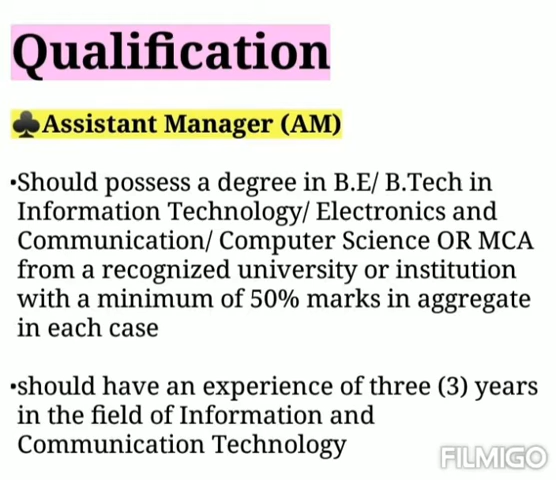 Qualification
♣Assistant Manager (AM)
•Should possess a degree in B.E/ B.Tech in
Information Technology/ Electronics and
Communication/ Computer Science OR MCA
from a recognized university or institution
with a minimum of 50% marks in aggregate
in each case
•should have an experience of three (3) years
in the field of Information and
Communication Technology
FILMIGO